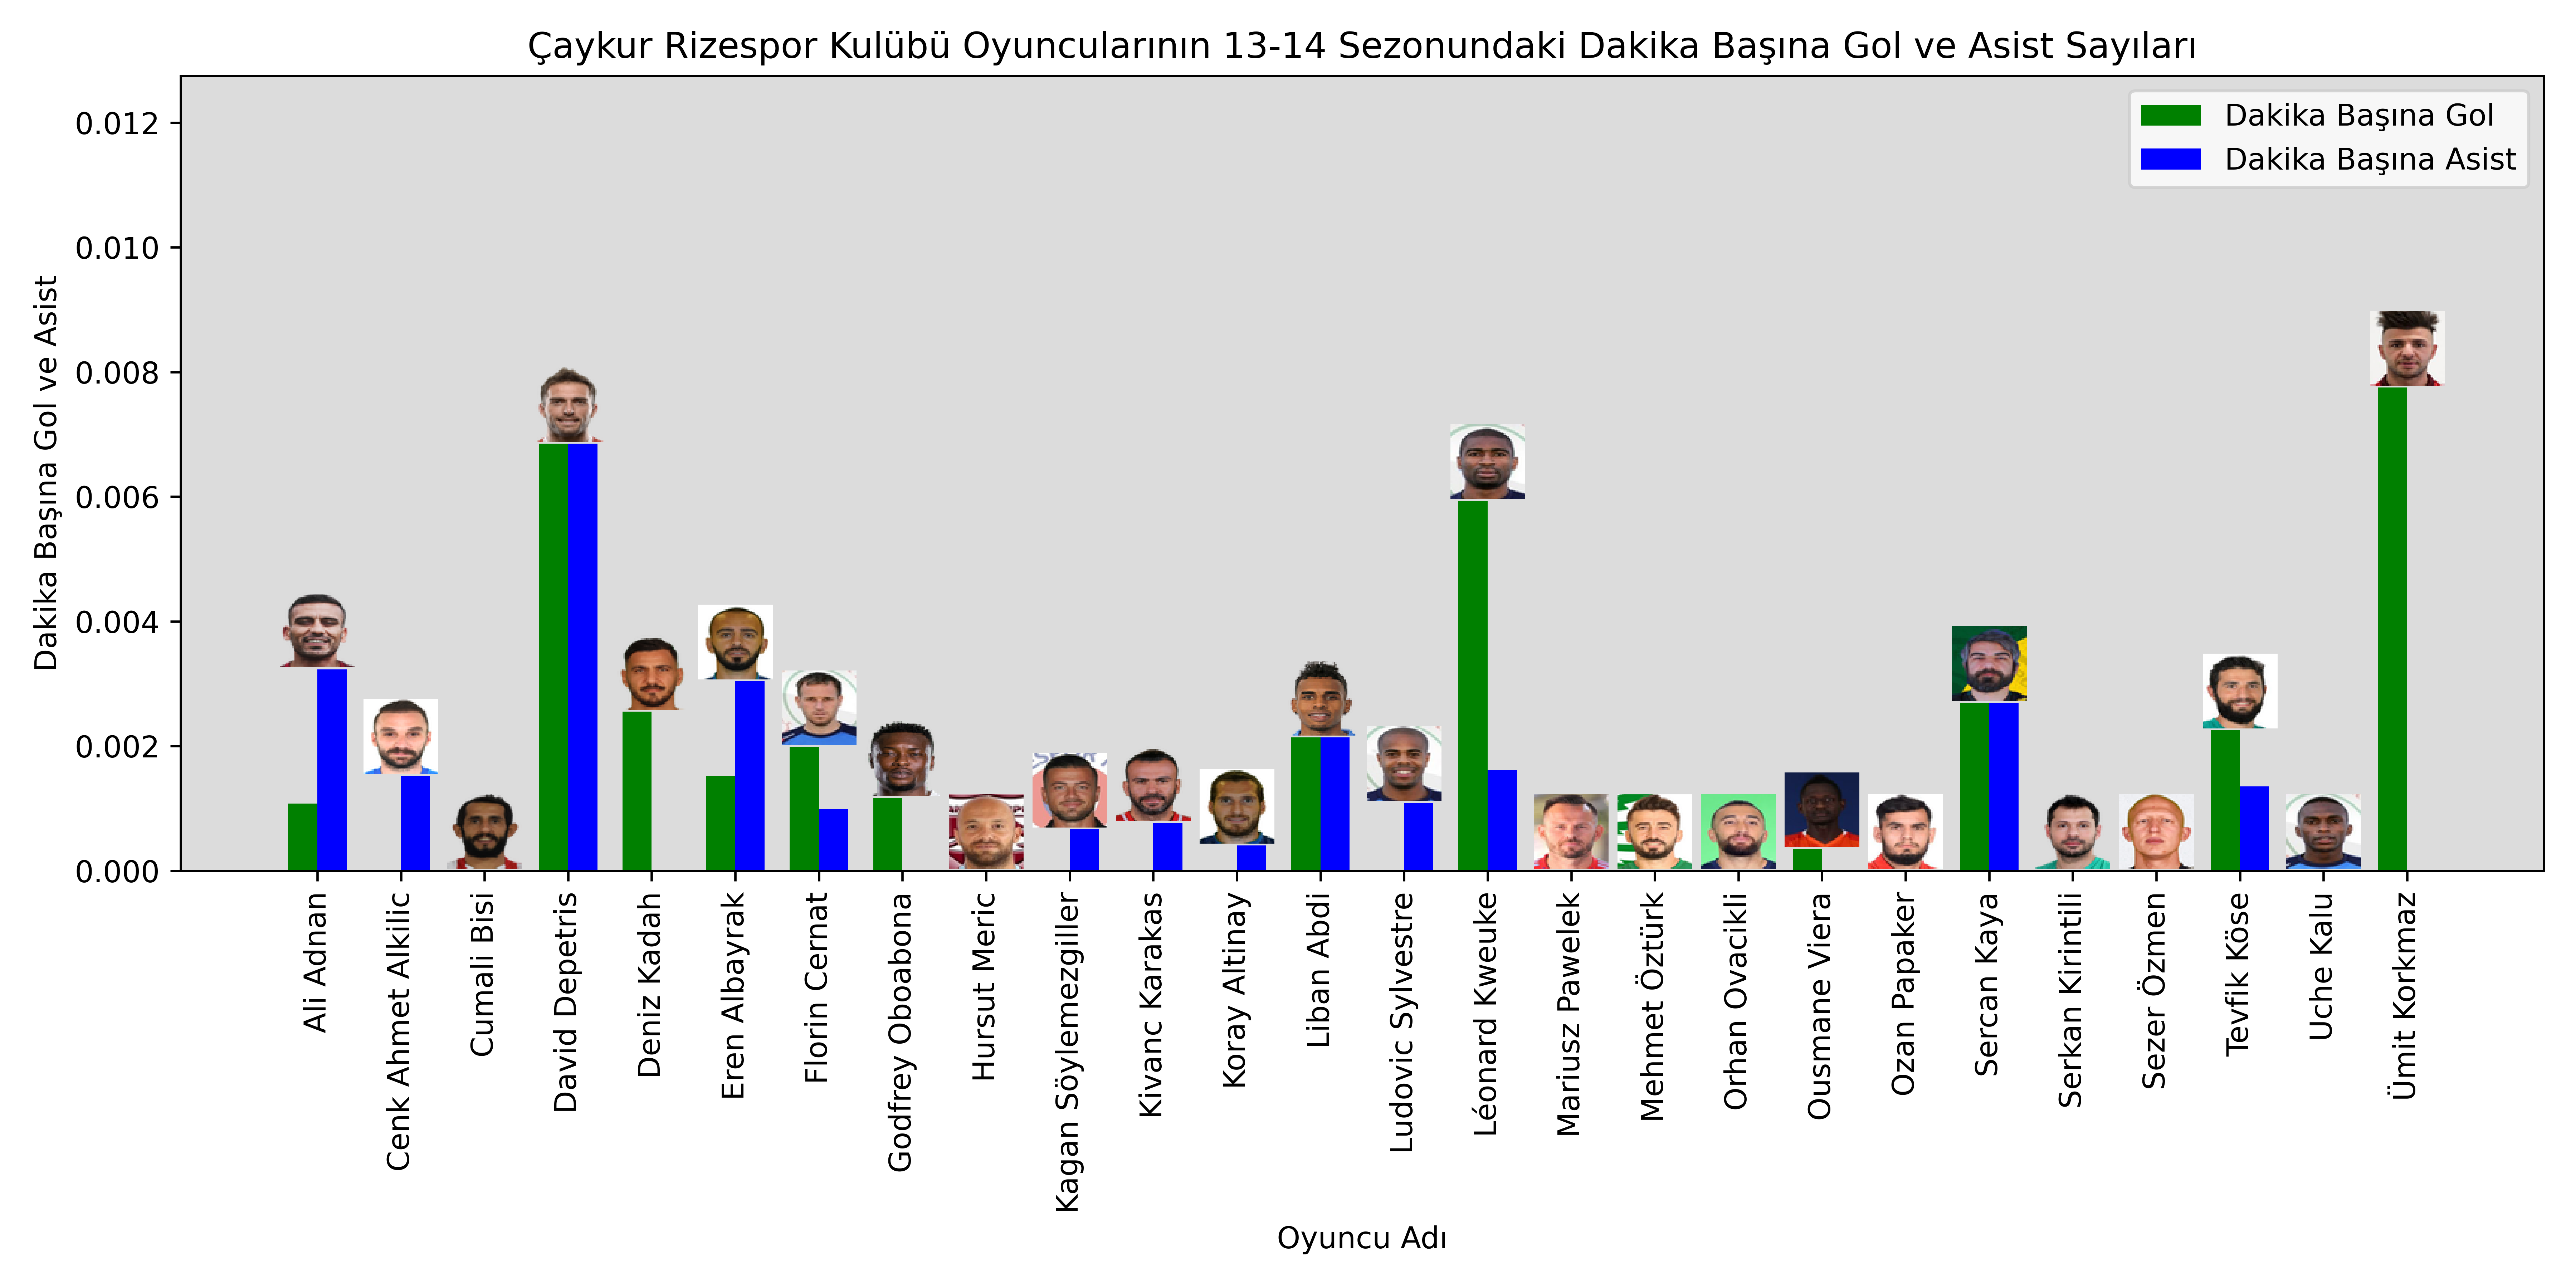 Çaykur Rizespor Kulübü Oyuncularının 13-14 Sezonundaki Dakika Başına Gol ve Asist Sayıları
Dakika Başına Gol
Dakika Başına Asist
Dakika Başına Gol ve Asist
0.012
0.010
0.008
0.006
0.004
0.002
0.000
Ali Adnan
Cenk Ahmet Alkilic
Cumali Bisi
David Depetris
Deniz Kadah
Eren Albayrak
Florin Cernat
Godfrey Oboabona
Hursut Meric
Kagan Söylemezgiller
Kivanc Karakas
Koray Altinay
Liban Abdi
Ludovic Sylvestre
Léonard Kweuke
Mariusz Pawelek
Mehmet Öztürk
Orhan Ovacikli
Ousmane Viera
Ozan Papaker
Sercan Kaya
Serkan Kirintili
Sezer Özmen
Tevfik Köse
Uche Kalu
Ümit Korkmaz
Oyuncu Adı